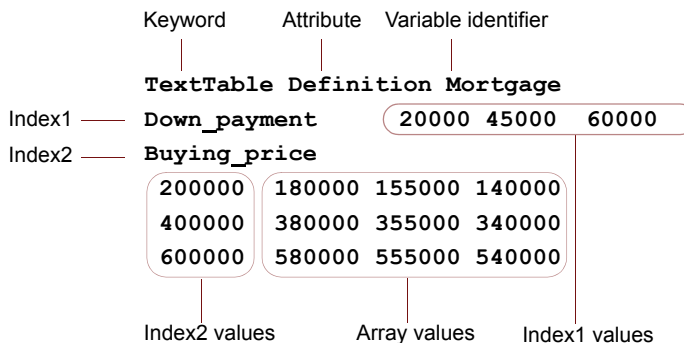 Keyword Attribute Variable identifier
TextTable Definition Mortgage
Index1 Down_payment 20000 45000 60000
Index2 Buying_price
200000 180000 155000 140000
400000 380000 355000 340000
600000 580000 555000 540000
Index2 values Array values Index1 values